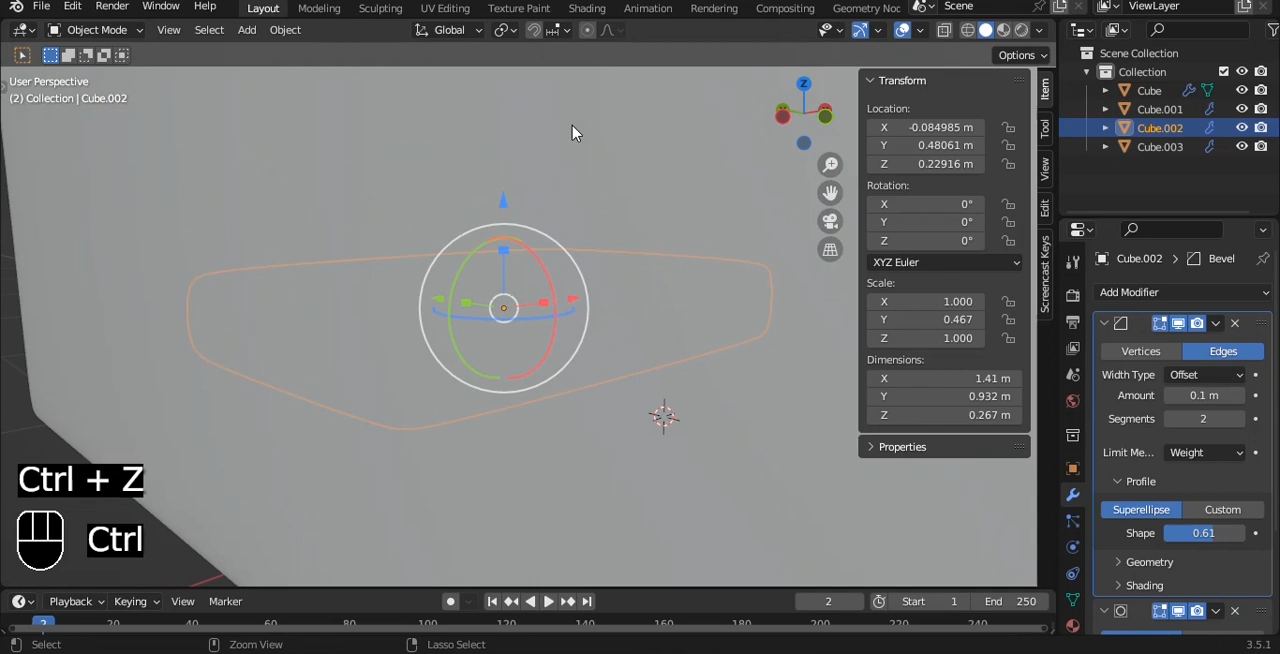 File Edit Render Window Help Layout Modeling Sculpting UV Editing Texture Paint Shading Animation Rendering Compositing Geometry Noc Scene ViewLayer
Object Mode View Select Add Object Global
Options
User Perspective
(2) Collection | Cube.002
Z
Transform
Location:
X -0.084985 m
Y 0.48061 m
Z 0.22916 m
Rotation:
X 0°
Y 0°
Z 0°
XYZ Euler
Scale:
X 1.000
Y 0.467
Z 1.000
Dimensions:
X 1.41 m
Y 0.932 m
Z 0.267 m
Properties
Item
Tool
View
Edit
Screencast Keys
Scene Collection
Collection
Cube
Cube.001
Cube.002
Cube.003
Cube.002 > Bevel
Add Modifier
Vertices Edges
Width Type Offset
Amount 0.1 m
Segments 2
Limit Me... Weight
Profile
Superellipse Custom
Shape 0.61
Geometry
Shading
Ctrl + Z
Ctrl
Playback Keying View Marker 2 Start 1 End 250
2 20 40 60 80 100 120 140 160 180 200 220 240
Select Zoom View Lasso Select 3.5.1